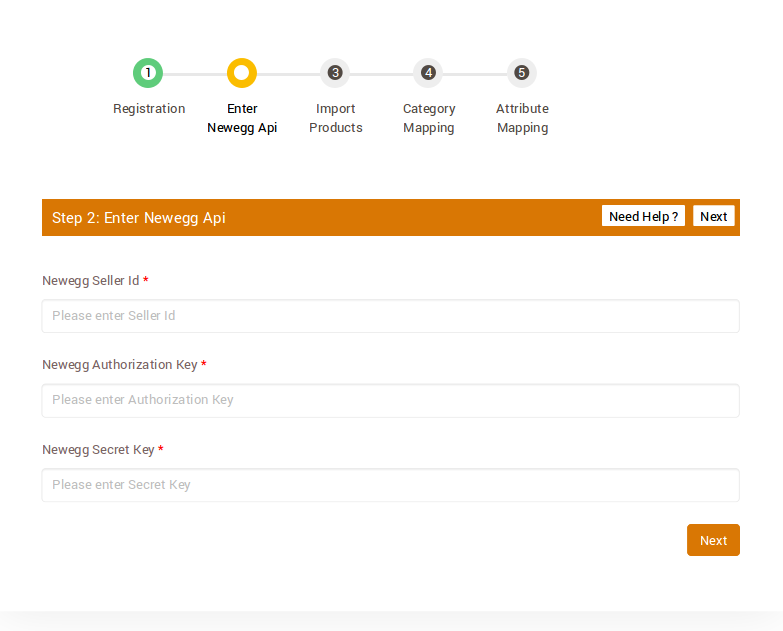 1 3 4 5
Registration Enter Import Category Attribute
Newegg Api Products Mapping Mapping
Step 2: Enter Newegg Api Need Help ? Next
Newegg Seller Id *
Please enter Seller Id
Newegg Authorization Key *
Please enter Authorization Key
Newegg Secret Key *
Please enter Secret Key
Next